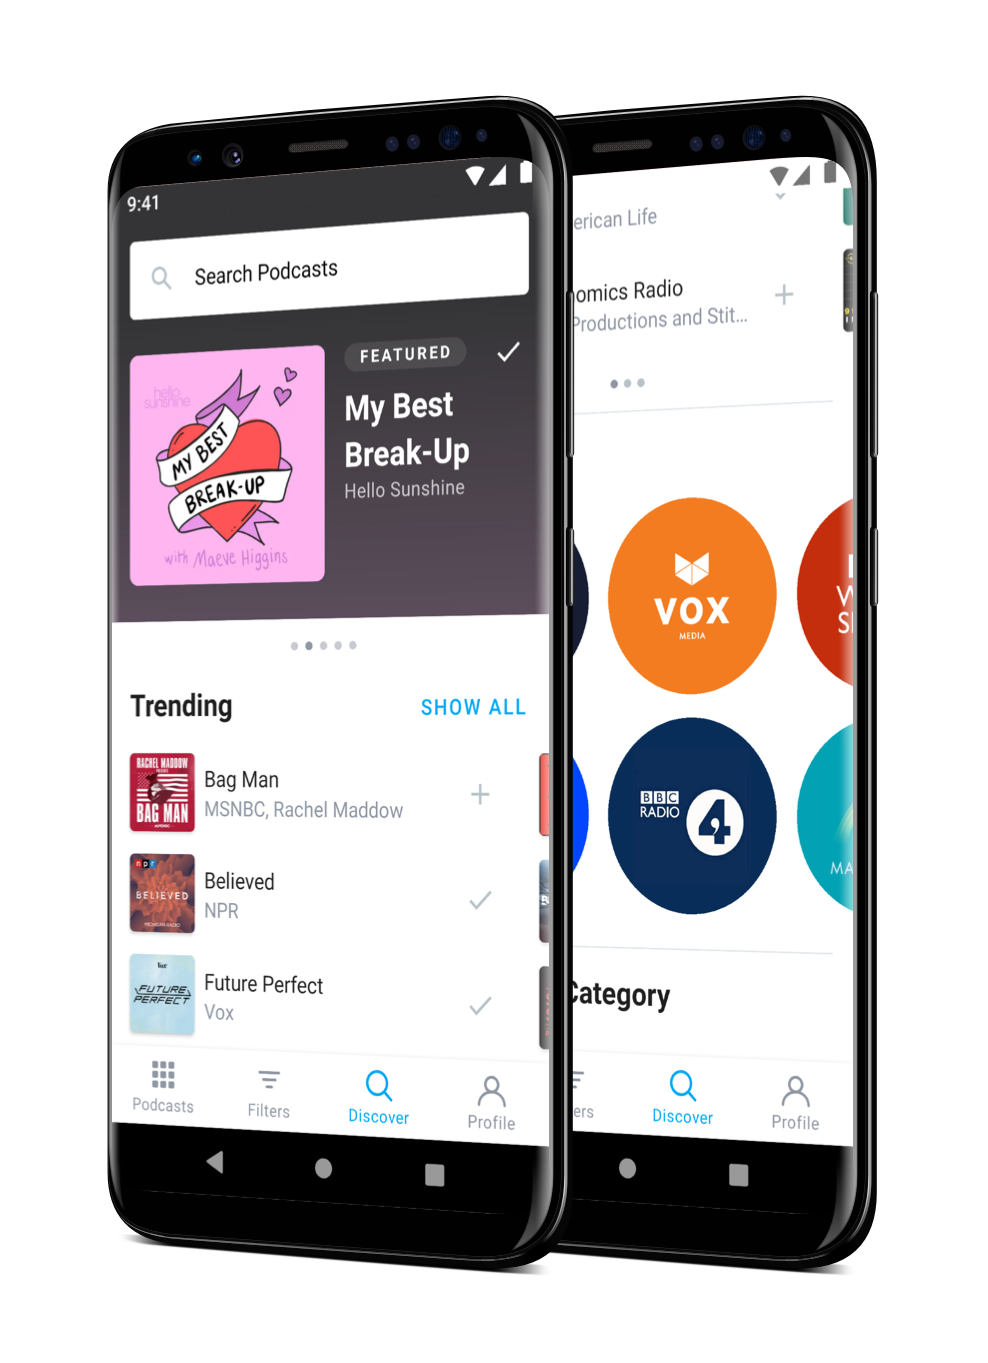 9:41
Search Podcasts
hello
sunshine
MY BEST
BREAK-UP
with Maeve Higgins
FEATURED
My Best
Break-Up
Hello Sunshine
Trending
SHOW ALL
RACHEL MADDOW
PRESENTS
BAG MAN
Bag Man
MSNBC, Rachel Maddow
npr
BELIEVED
MICHIGAN RADIO
Believed
NPR
Vox
FUTURE
PERFECT
Future Perfect
Vox
Podcasts
Filters
Discover
Profile
erican Life
omics Radio
Productions and Stit...
VOX
MEDIA
W
S
BBC
RADIO
4
MA
Category
ers
Discover
Profile